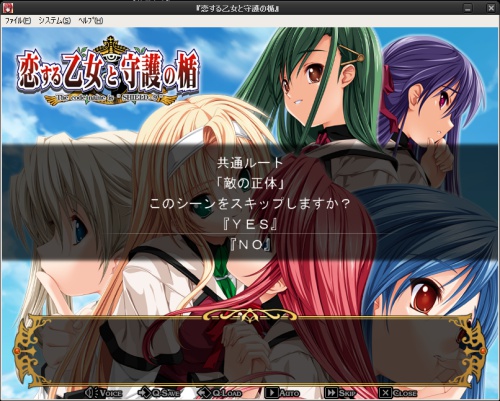 『恋する乙女と守護の楯』
ファイル(F) システム(S) ヘルプ(H)
恋する乙女と守護の楯
共通ルート
「敵の正体」
このシーンをスキップしますか？
『ＹＥＳ』
『ＮＯ』
VOICE Q.SAVE Q.LOAD AUTO SKIP CLOSE